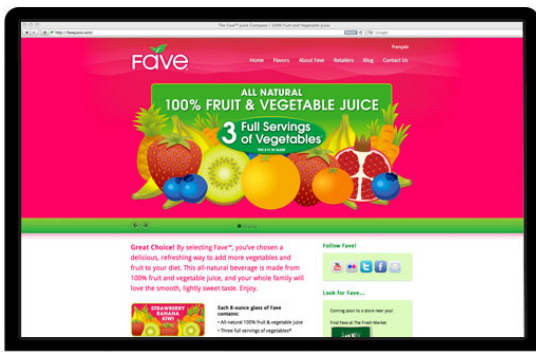 The Fave™ Juice Company | 100% Fruit and Vegetable Juice
Google
Français
Fave
Home Flavors About Fave Retailers Blog Contact Us
ALL NATURAL
100% FRUIT & VEGETABLE JUICE
3 Full Servings
of Vegetables*
Great Choice! By selecting Fave™, you've chosen a
delicious, refreshing way to add more vegetables and
fruit to your diet. This all-natural beverage is made from
100% fruit and vegetable juice, and your whole family will
love the smooth, lightly sweet taste. Enjoy.
Follow Fave!
Look for Fave...
Coming soon to a store near you!
Find Fave at The Fresh Market
STRAWBERRY
BANANA
KIWI
Each 8-ounce glass of Fave
contains:
• All-natural 100% fruit & vegetable juice
• Three full servings of vegetables*